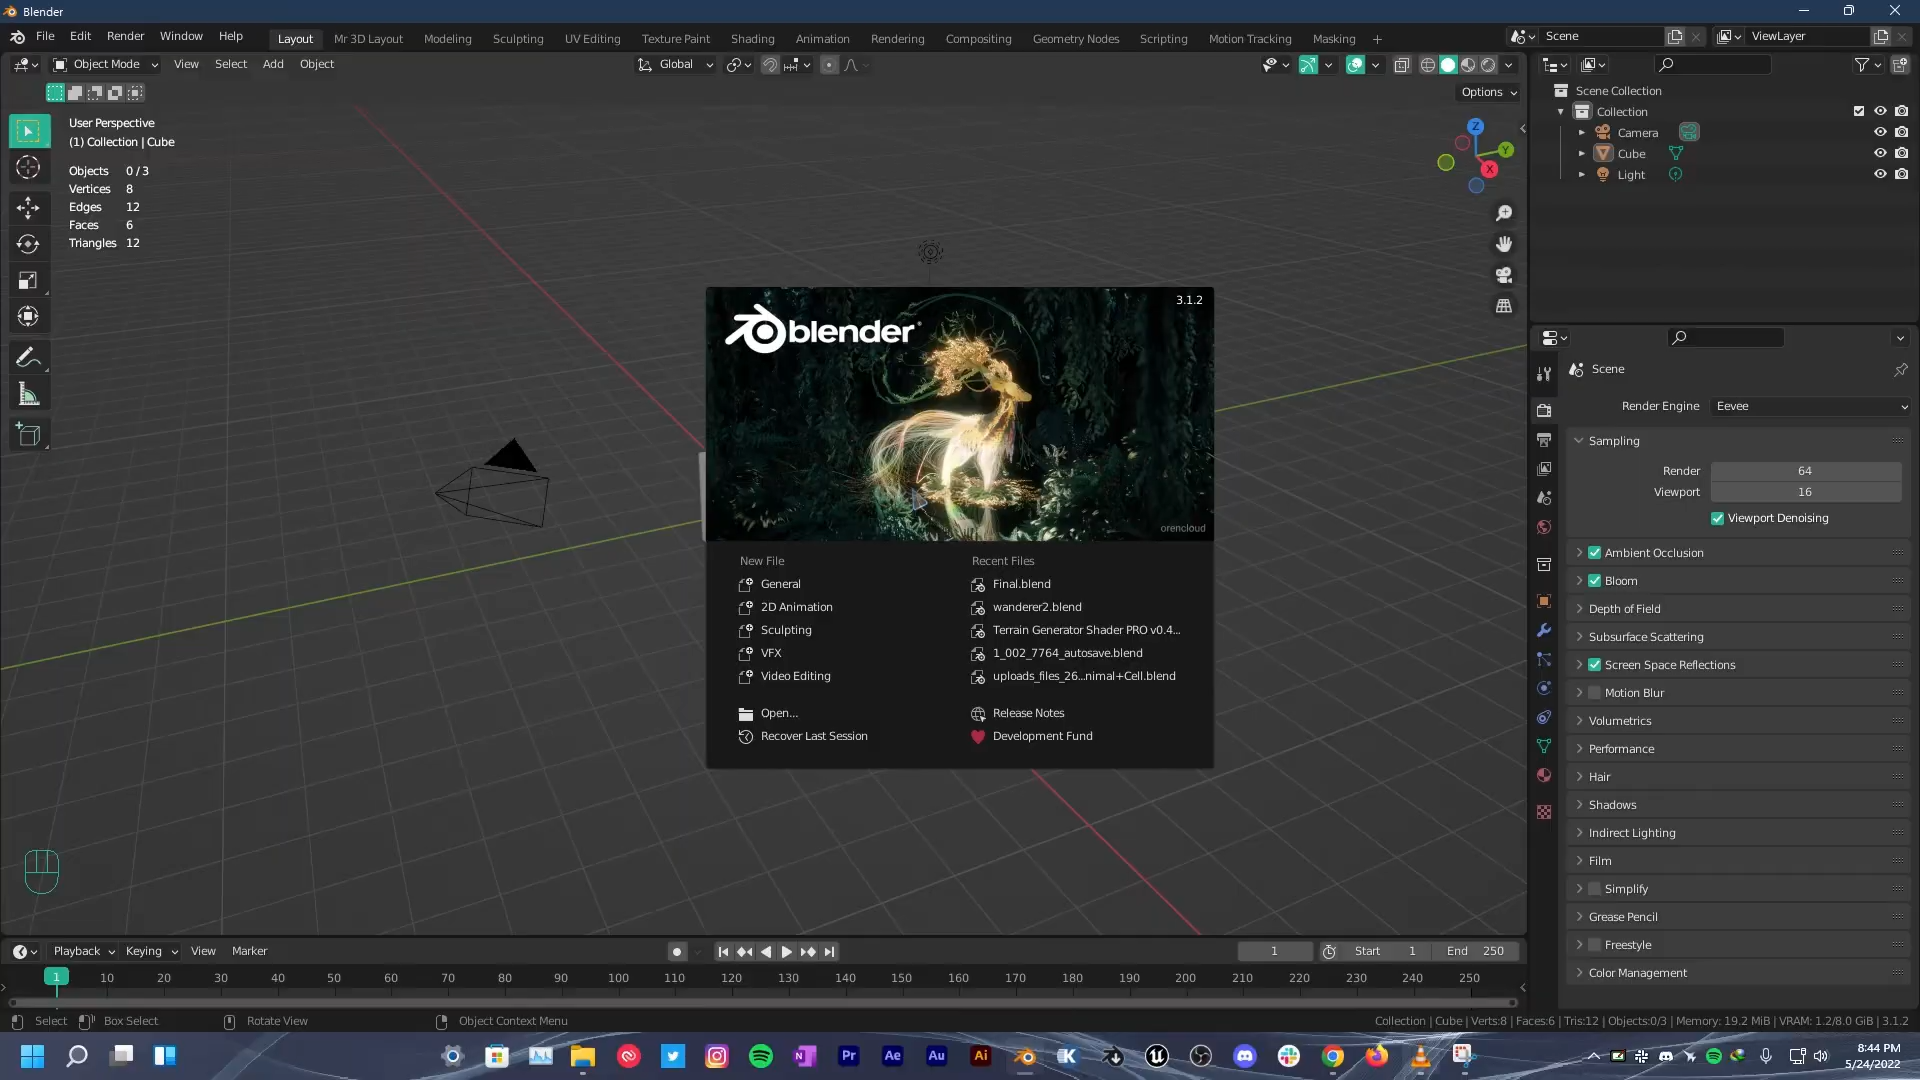 Blender
File Edit Render Window Help Layout Mr 3D Layout Modeling Sculpting UV Editing Texture Paint Shading Animation Rendering Compositing Geometry Nodes Scripting Motion Tracking Masking + Scene ViewLayer
Object Mode View Select Add Object Global
Options
User Perspective
(1) Collection | Cube
Objects 0 / 3
Vertices 8
Edges 12
Faces 6
Triangles 12
Z
Y
X
Scene Collection
Collection
Camera
Cube
Light
3.1.2
blender
orencloud
New File
General
2D Animation
Sculpting
VFX
Video Editing
Open...
Recover Last Session
Recent Files
Final.blend
wanderer2.blend
Terrain Generator Shader PRO v0.4...
1_002_7764_autosave.blend
uploads_files_26...nimal+Cell.blend
Release Notes
Development Fund
Scene
Render Engine Eevee
Sampling
Render 64
Viewport 16
Viewport Denoising
Ambient Occlusion
Bloom
Depth of Field
Subsurface Scattering
Screen Space Reflections
Motion Blur
Volumetrics
Performance
Hair
Shadows
Indirect Lighting
Film
Simplify
Grease Pencil
Freestyle
Color Management
Playback Keying View Marker 1 Start 1 End 250
1 10 20 30 40 50 60 70 80 90 100 110 120 130 140 150 160 170 180 190 200 210 220 230 240 250
Select Box Select Rotate View Object Context Menu Collection | Cube | Verts:8 | Faces:6 | Tris:12 | Objects:0/3 | Memory: 19.2 MiB | VRAM: 1.2/8.0 GiB | 3.1.2
Pr Ae Au Ai K
8:44 PM
5/24/2022